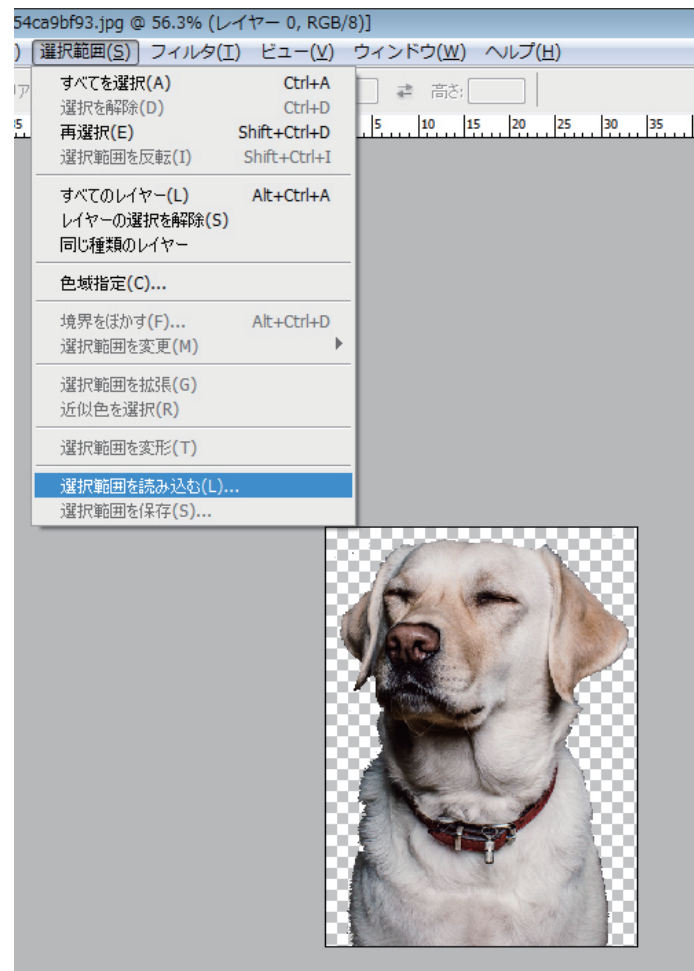 54ca9bf93.jpg @ 56.3% (レイヤー 0, RGB/8)]
) 選択範囲(S) フィルタ(T) ビュー(V) ウィンドウ(W) ヘルプ(H)
すべてを選択(A) Ctrl+A
ア 高さ:
選択を解除(D) Ctrl+D
35 5 10 15 20 25 30 35
再選択(E) Shift+Ctrl+D
選択範囲を反転(I) Shift+Ctrl+I
すべてのレイヤー(L) Alt+Ctrl+A
レイヤーの選択を解除(S)
同じ種類のレイヤー
色域指定(C)...
境界をぼかす(F)... Alt+Ctrl+D
選択範囲を変更(M)
選択範囲を拡張(G)
近似色を選択(R)
選択範囲を変形(T)
選択範囲を読み込む(L)...
選択範囲を保存(S)...